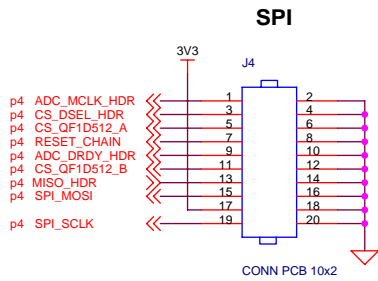 SPI
3V3
J4
p4 ADC_MCLK_HDR 1 2
p4 CS_DSEL_HDR 3 4
p4 CS_QF1D512_A 5 6
p4 RESET_CHAIN 7 8
p4 ADC_DRDY_HDR 9 10
p4 CS_QF1D512_B 11 12
p4 MISO_HDR 13 14
p4 SPI_MOSI 15 16
17 18
p4 SPI_SCLK 19 20
CONN PCB 10x2